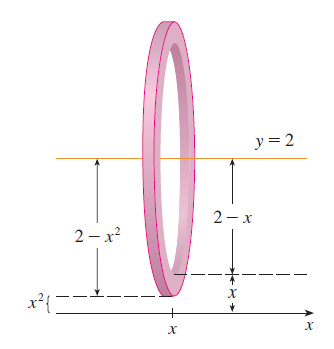 y = 2
2 – x
2 – x²
x
x²{
x
x